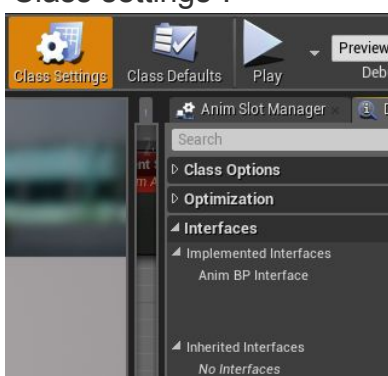 Class settings :
Class Settings
Class Defaults
Play
Preview
Deb
Anim Slot Manager
Search
Class Options
Optimization
Interfaces
Implemented Interfaces
Anim BP Interface
Inherited Interfaces
No Interfaces